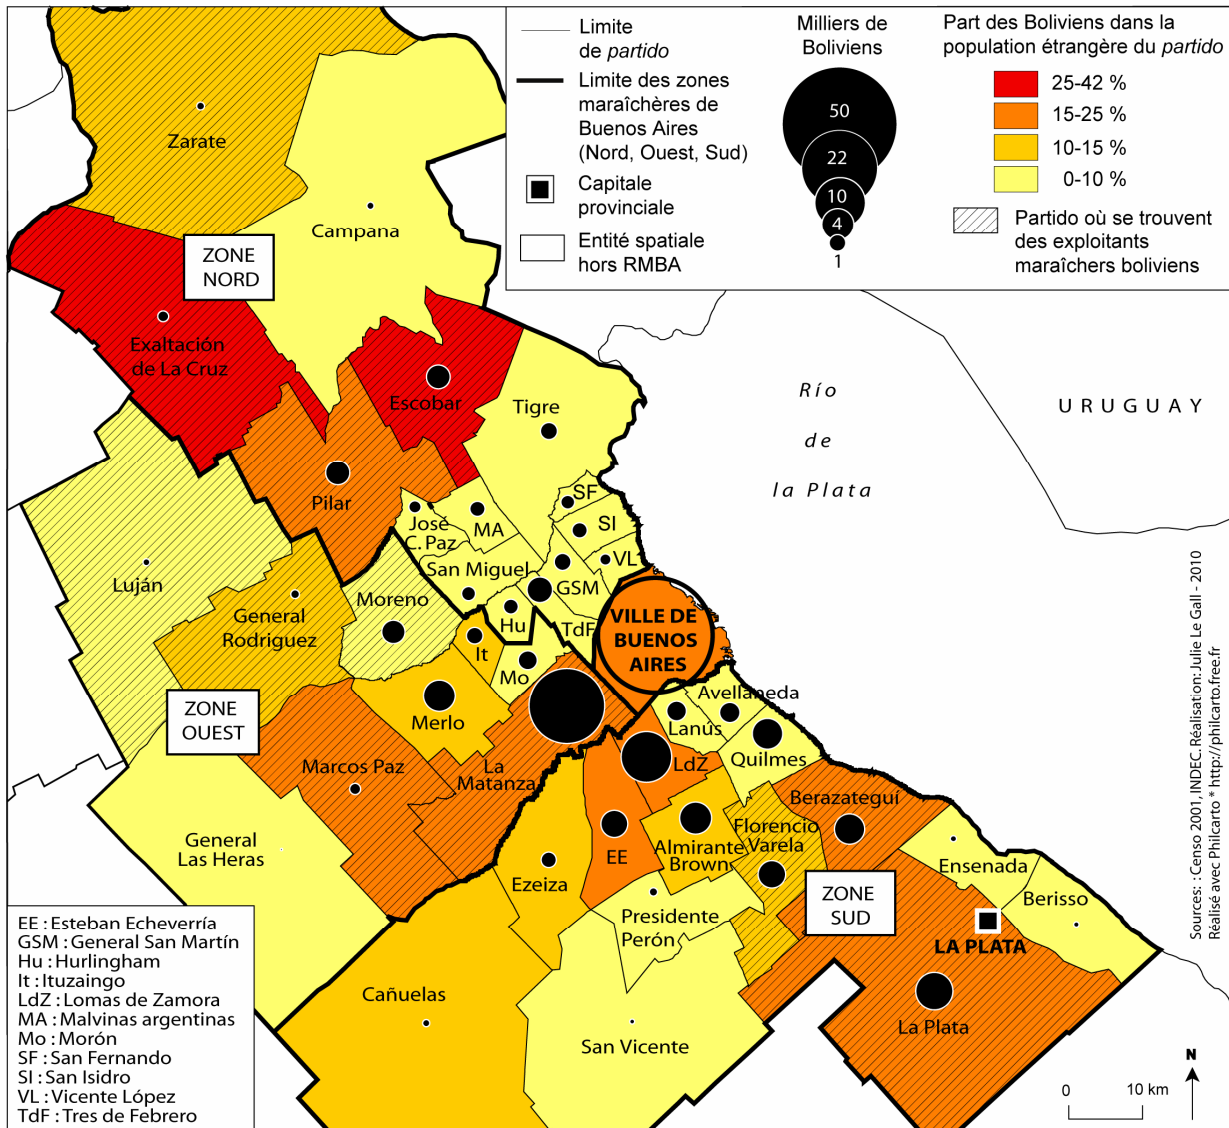 Limite
de partido
Limite des zones
maraîchères de
Buenos Aires
(Nord, Ouest, Sud)
Capitale
provinciale
Entité spatiale
hors RMBA
Milliers de
Boliviens
50
22
10
4
1
Part des Boliviens dans la
population étrangère du partido
25-42 %
15-25 %
10-15 %
0-10 %
Partido où se trouvent
des exploitants
maraîchers boliviens
Zarate
Campana
ZONE
NORD
Exaltación
de La Cruz
Escobar
Tigre
Río
de
la Plata
URUGUAY
Pilar
SF
José
C. Paz
MA
SI
VL
San Miguel
GSM
Luján
General
Rodriguez
Moreno
Hu
TdF
VILLE DE
BUENOS
AIRES
It
Mo
Avellaneda
Lanús
ZONE
OUEST
Merlo
Quilmes
Marcos Paz
La
Matanza
LdZ
Berazateguí
General
Las Heras
EE
Almirante
Brown
Florencio
Varela
Ensenada
Ezeiza
ZONE
SUD
Berisso
Presidente
Perón
LA PLATA
Cañuelas
La Plata
San Vicente
EE : Esteban Echeverría
GSM : General San Martín
Hu : Hurlingham
It : Ituzaingo
LdZ : Lomas de Zamora
MA : Malvinas argentinas
Mo : Morón
SF : San Fernando
SI : San Isidro
VL : Vicente López
TdF : Tres de Febrero
N
0 10 km
Sources: : Censo 2001, INDEC. Réalisation: Julie Le Gall - 2010
Réalisé avec Philcarto * http://philcarto.free.fr